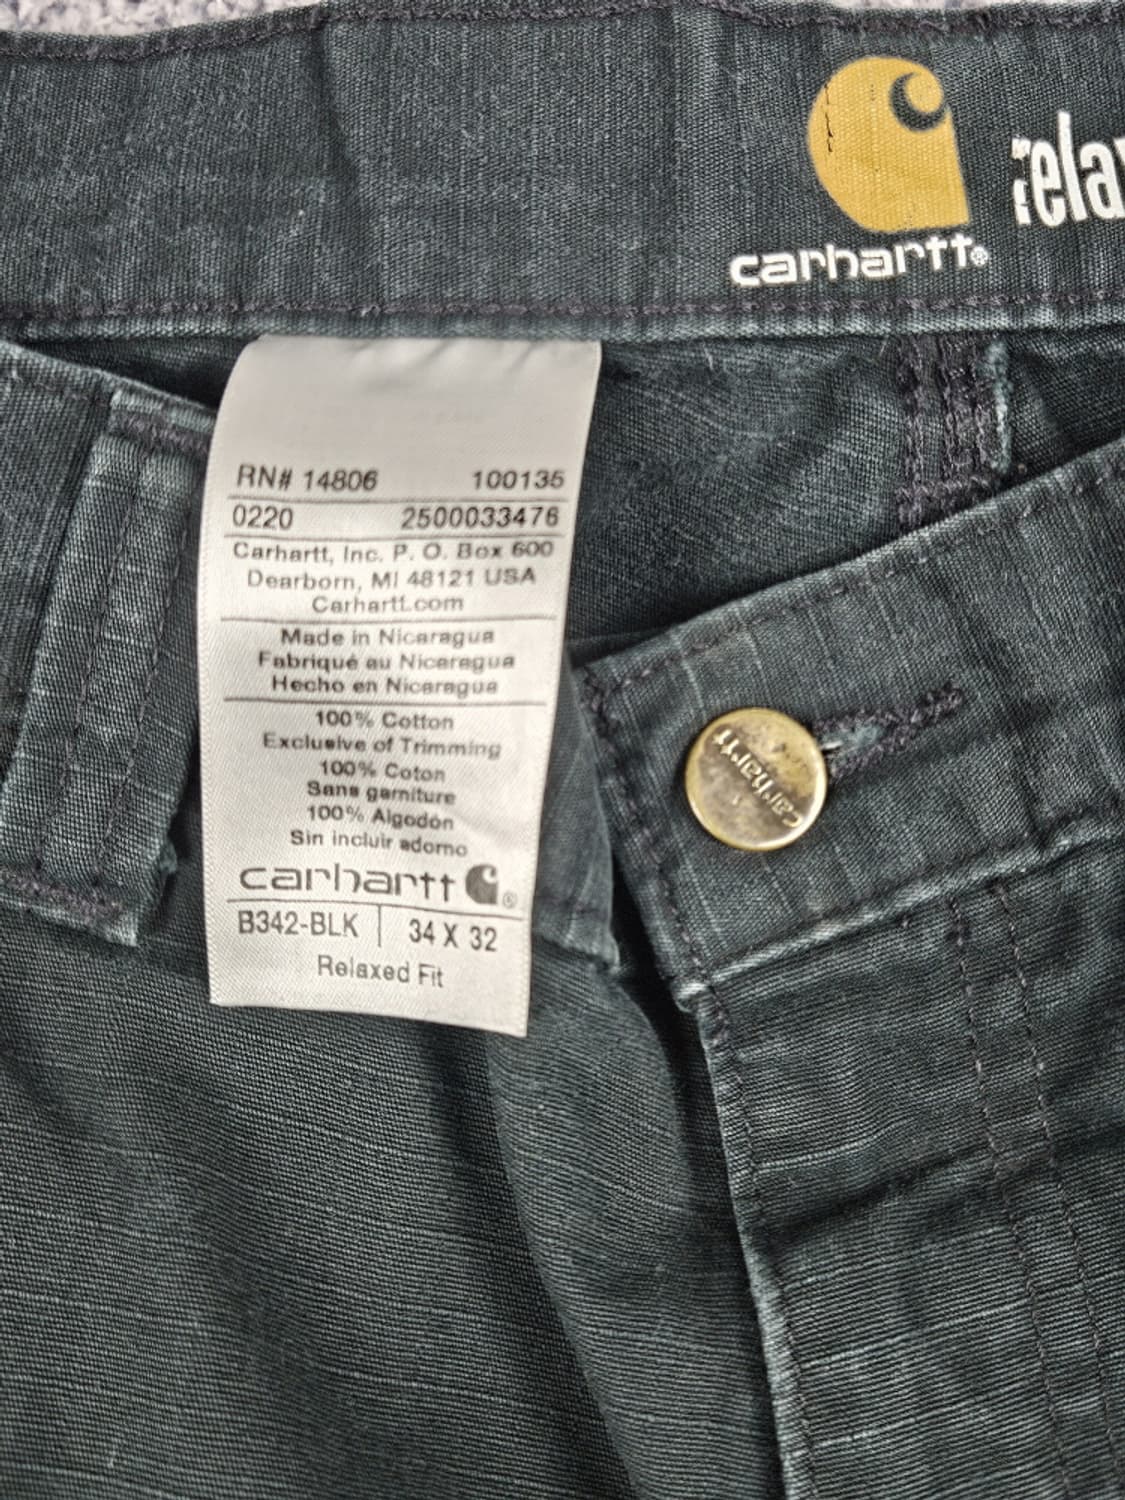 carhartt®
RN# 14806 100135
0220 2500033476
Carhartt, Inc. P. O. Box 600
Dearborn, MI 48121 USA
Carhartt.com
Made in Nicaragua
Fabriqué au Nicaragua
Hecho en Nicaragua
100% Cotton
Exclusive of Trimming
100% Coton
Sans garniture
100% Algodón
Sin incluir adorno
carhartt ®
B342-BLK | 34 X 32
Relaxed Fit
carhartt